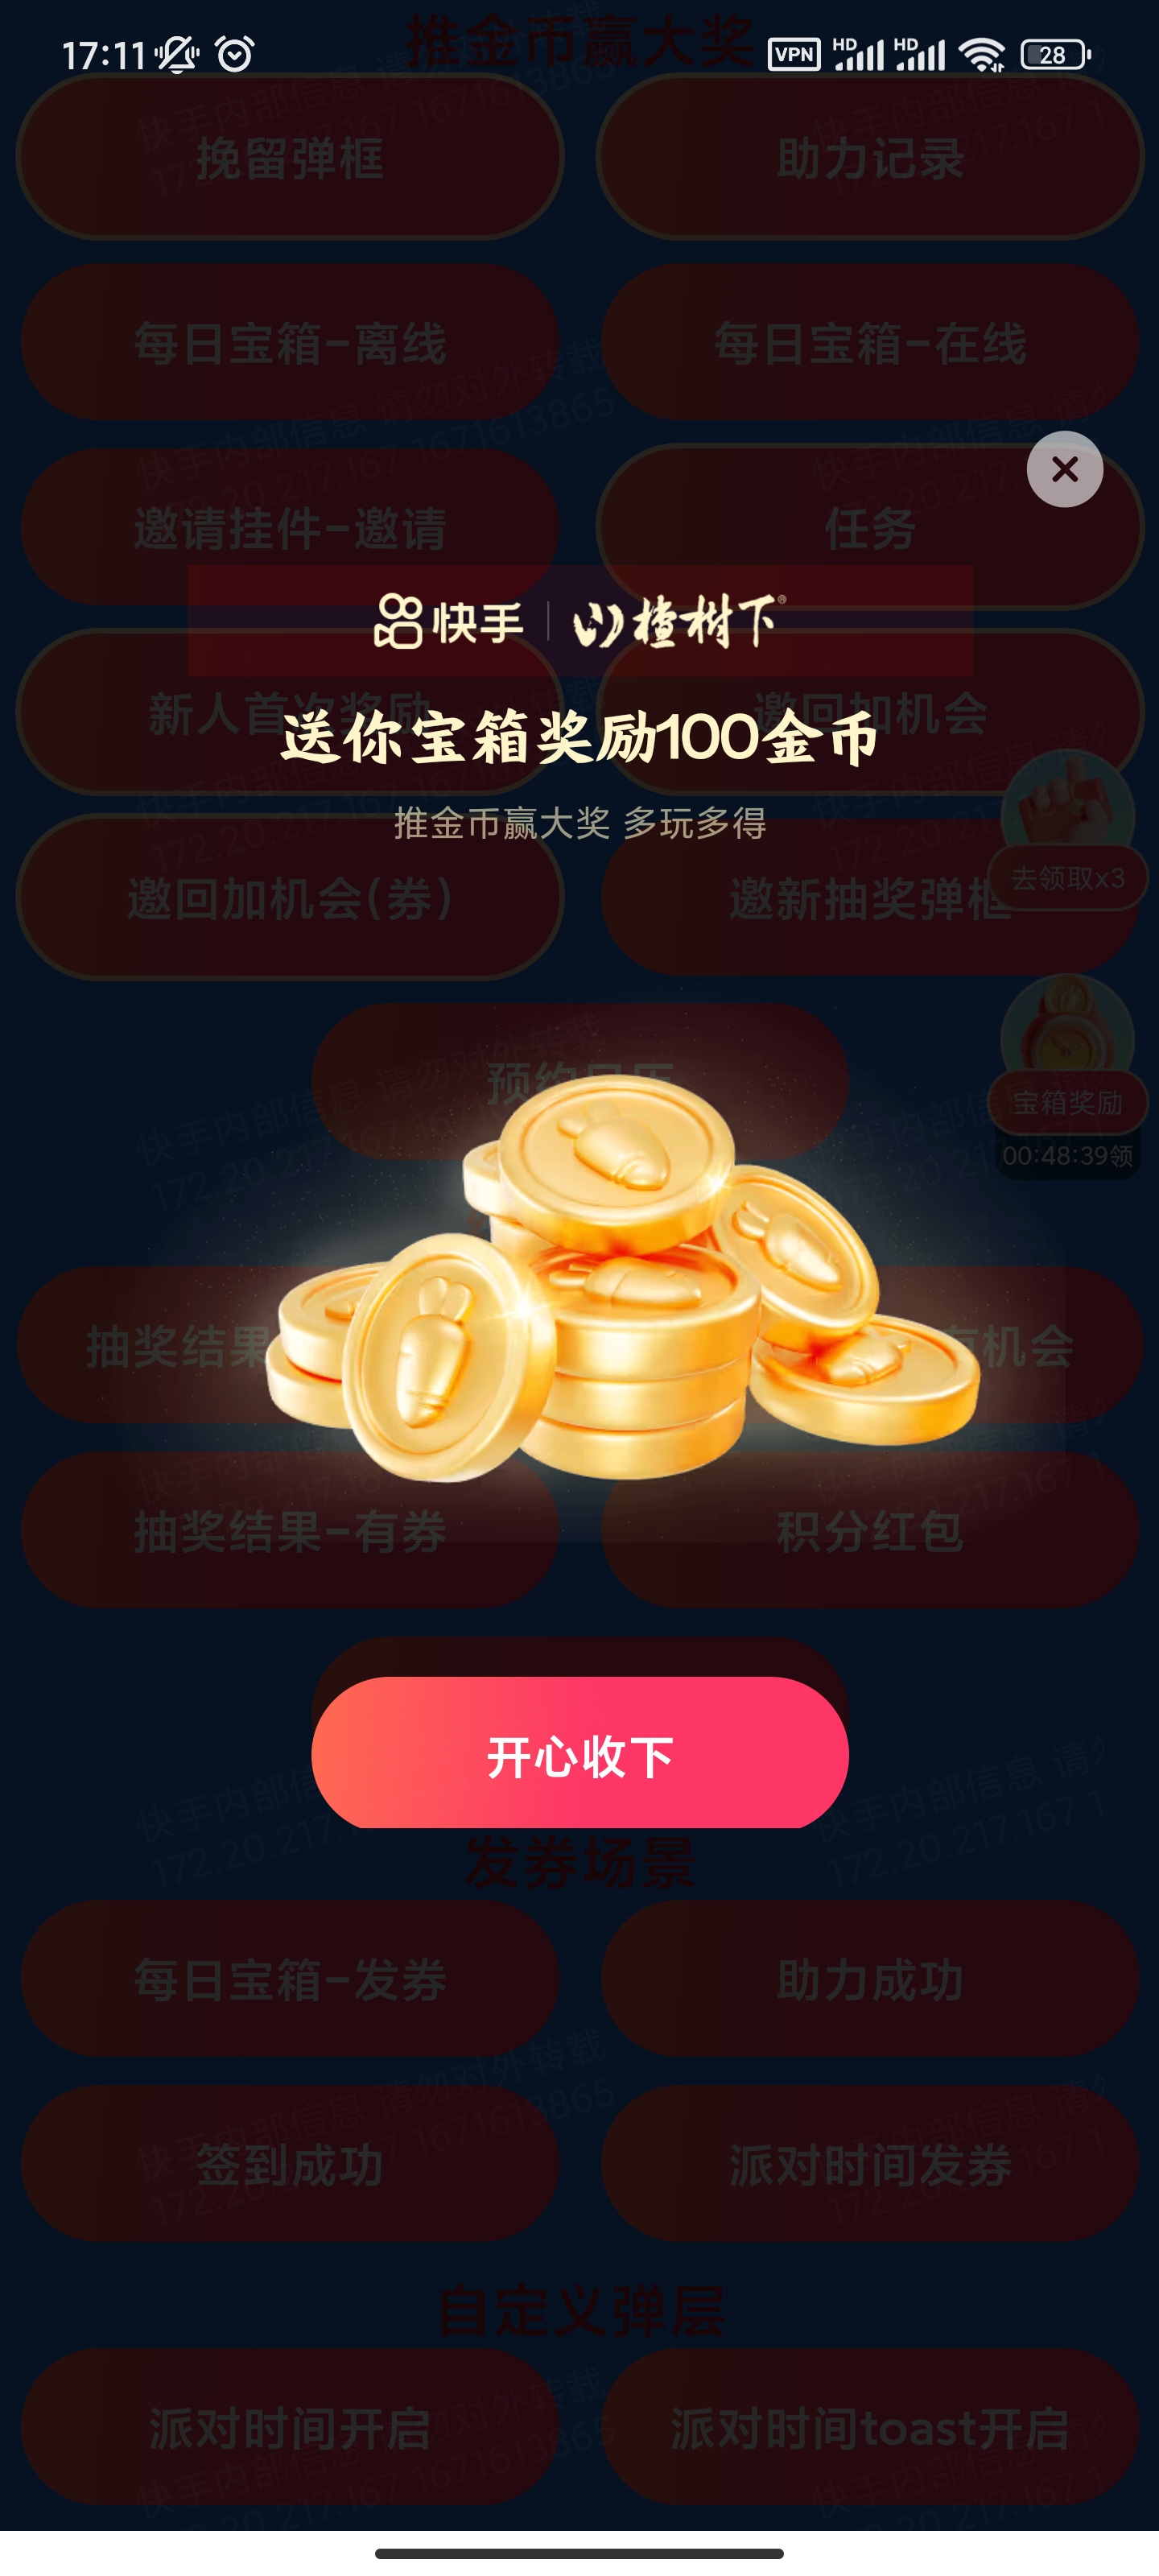 推金币赢大奖
17:11
VPN HD HD 28
挽留弹框 助力记录
每日宝箱-离线 每日宝箱-在线
邀请挂件-邀请 任务
快手 山楂树下®
新人首次奖励 邀回加机会
送你宝箱奖励100金币
推金币赢大奖 多玩多得
去领取x3
邀回加机会(券) 邀新抽奖弹框
预约日历
宝箱奖励
00:48:39领
抽奖结果 机会
抽奖结果-有券 积分红包
开心收下
发券场景
每日宝箱-发券 助力成功
签到成功 派对时间发券
自定义弹层
派对时间开启 派对时间toast开启
快手内部信息 请勿对外转载
172.20.217.167 1671613865